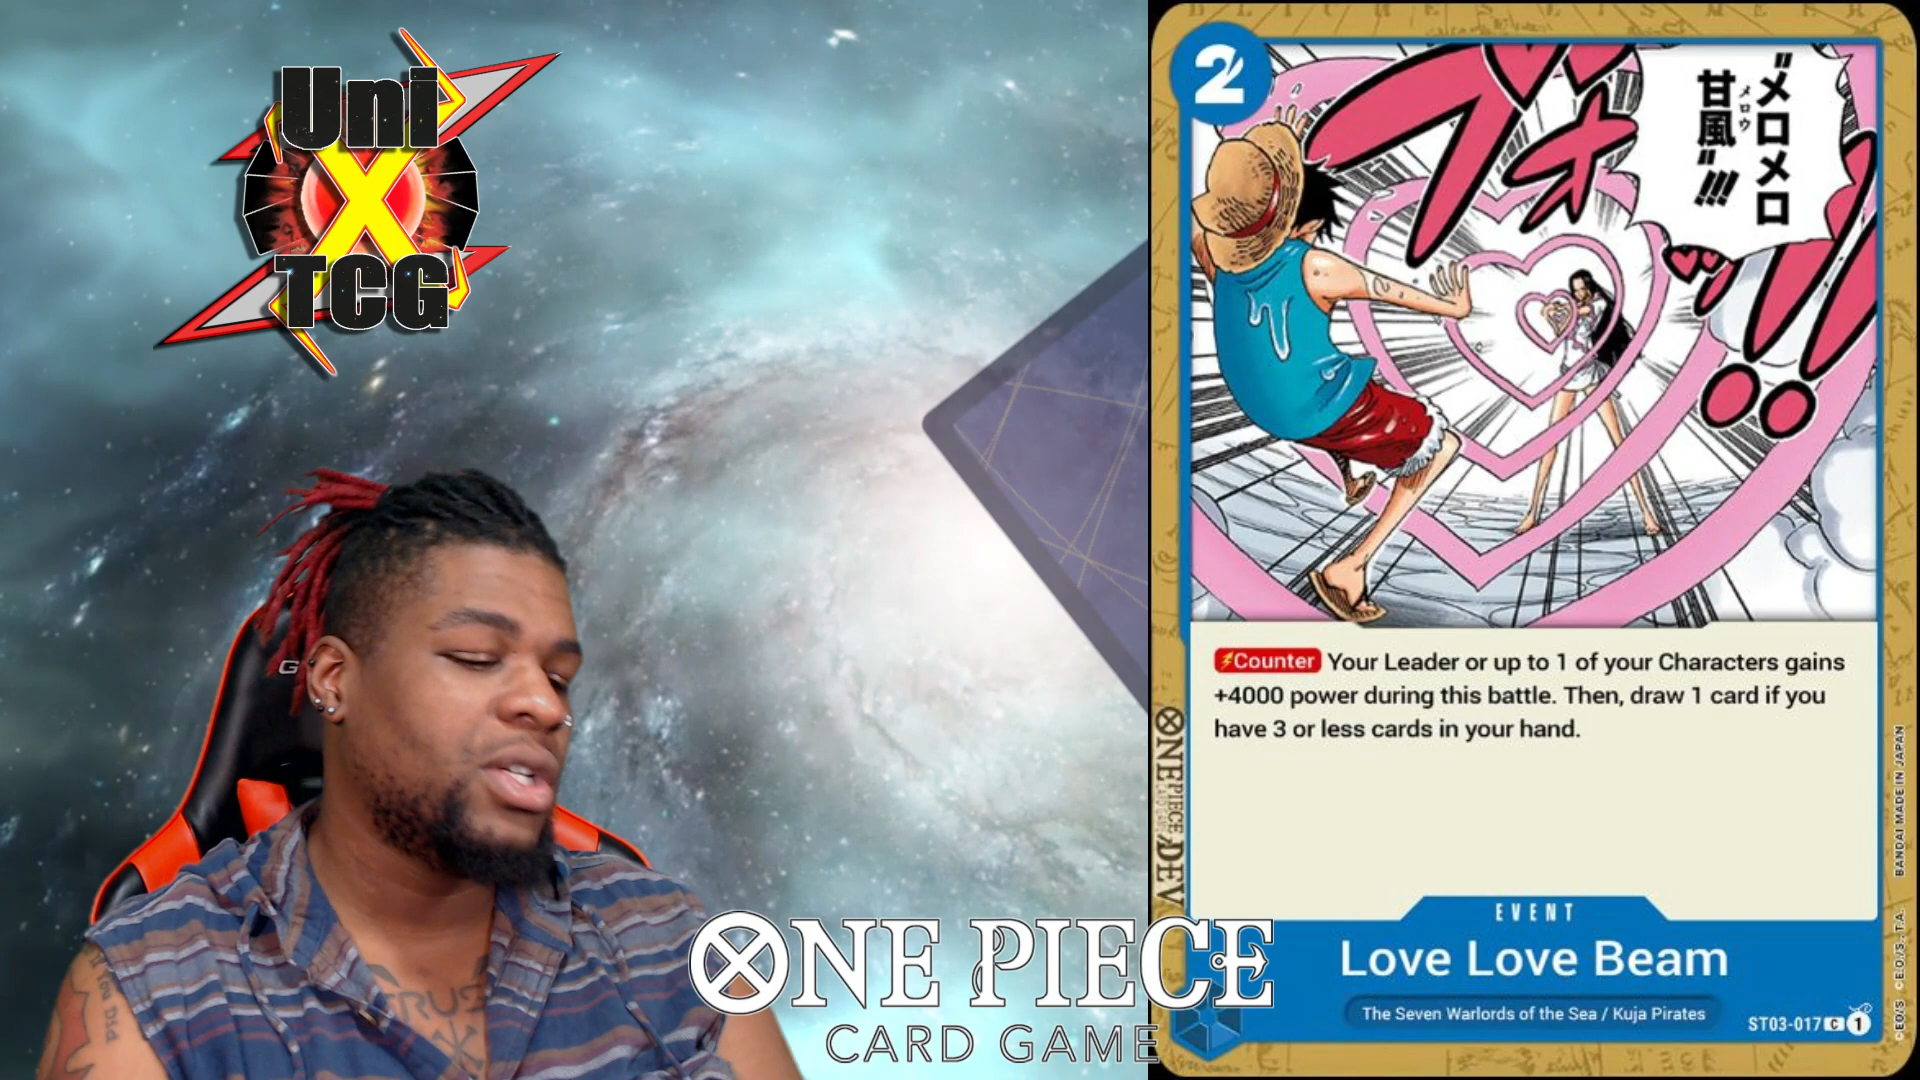 Uni
X
TCG
G
2
"メロメロ
メロウ
甘風"!!!
⚡Counter Your Leader or up to 1 of your Characters gains
+4000 power during this battle. Then, draw 1 card if you
have 3 or less cards in your hand.
EVENT
Love Love Beam
The Seven Warlords of the Sea / Kuja Pirates
ST03-017 C 1
BANDAI MADE IN JAPAN
ONE PIECE.DEV
ONE PIECE
CARD GAME